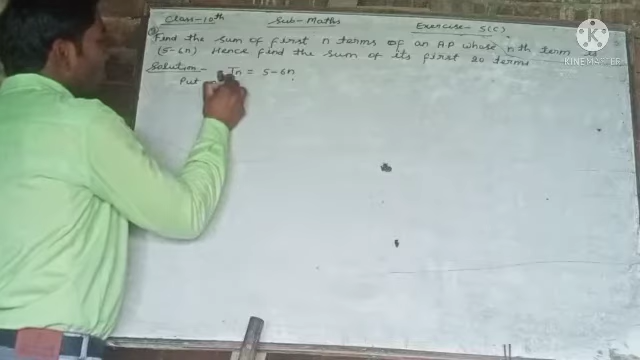 Class-10th Sub-Maths Exercise-5(C)
Find the sum of first n terms of an AP whose nth term
(5-6n) Hence find the sum of its first 20 terms
Solution- Tn = 5-6n
Put
KINEMASTER